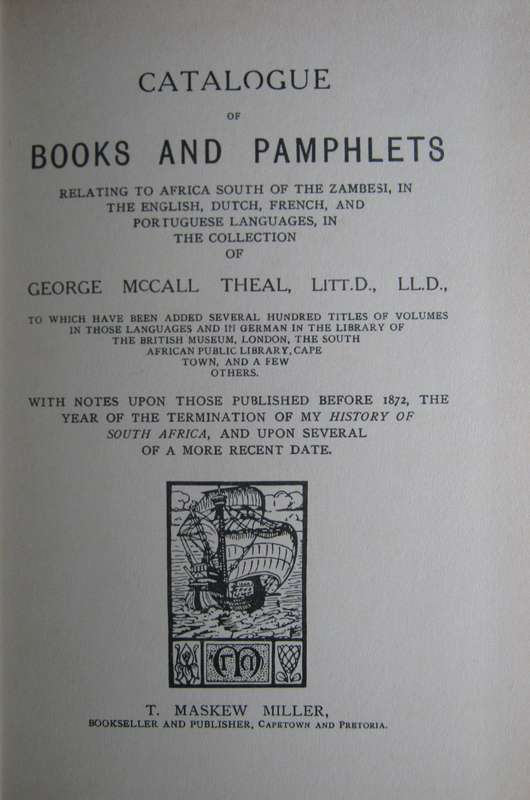 CATALOGUE
OF
BOOKS AND PAMPHLETS
RELATING TO AFRICA SOUTH OF THE ZAMBESI, IN
THE ENGLISH, DUTCH, FRENCH, AND
PORTUGUESE LANGUAGES, IN
THE COLLECTION
OF
GEORGE McCALL THEAL, LITT.D., LL.D.,
TO WHICH HAVE BEEN ADDED SEVERAL HUNDRED TITLES OF VOLUMES
IN THOSE LANGUAGES AND IN GERMAN IN THE LIBRARY OF
THE BRITISH MUSEUM, LONDON, THE SOUTH
AFRICAN PUBLIC LIBRARY, CAPE
TOWN, AND A FEW
OTHERS.
WITH NOTES UPON THOSE PUBLISHED BEFORE 1872, THE
YEAR OF THE TERMINATION OF MY HISTORY OF
SOUTH AFRICA, AND UPON SEVERAL
OF A MORE RECENT DATE.
TMM
T. MASKEW MILLER,
BOOKSELLER AND PUBLISHER, CAPETOWN AND PRETORIA.